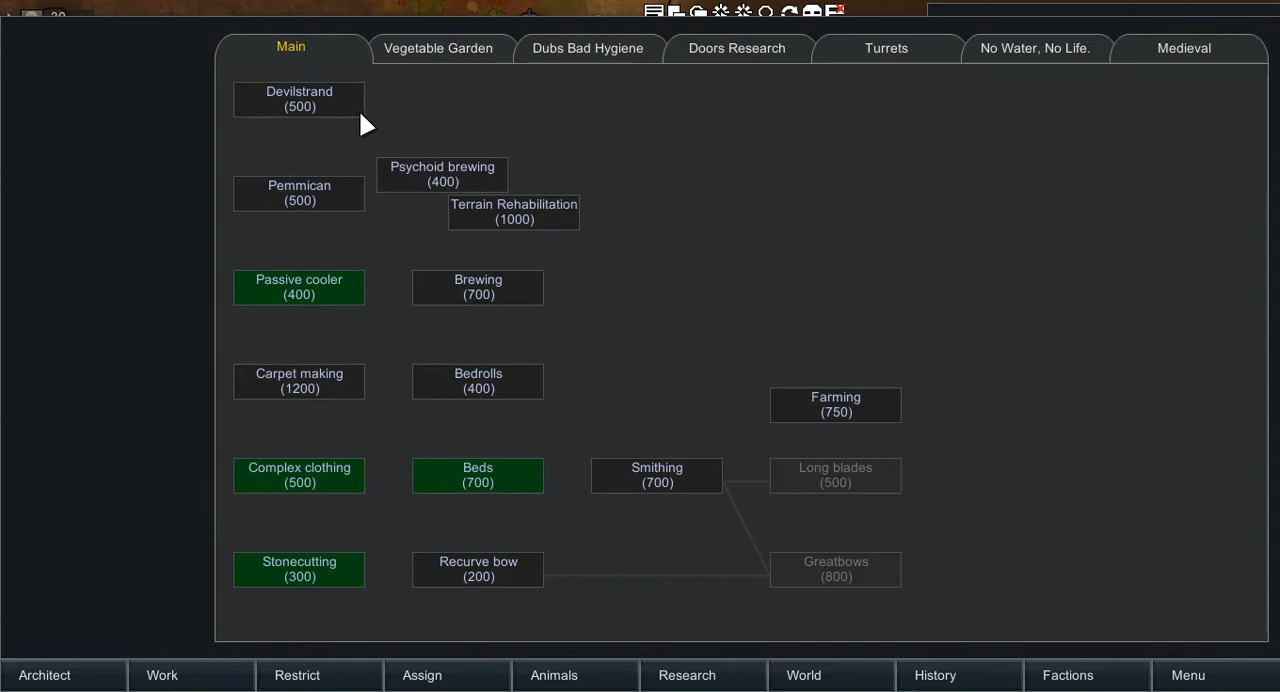 20
Main
Vegetable Garden
Dubs Bad Hygiene
Doors Research
Turrets
No Water, No Life.
Medieval
Devilstrand
(500)
Psychoid brewing
(400)
Pemmican
(500)
Terrain Rehabilitation
(1000)
Passive cooler
(400)
Brewing
(700)
Carpet making
(1200)
Bedrolls
(400)
Farming
(750)
Complex clothing
(500)
Beds
(700)
Smithing
(700)
Long blades
(500)
Stonecutting
(300)
Recurve bow
(200)
Greatbows
(800)
Architect
Work
Restrict
Assign
Animals
Research
World
History
Factions
Menu